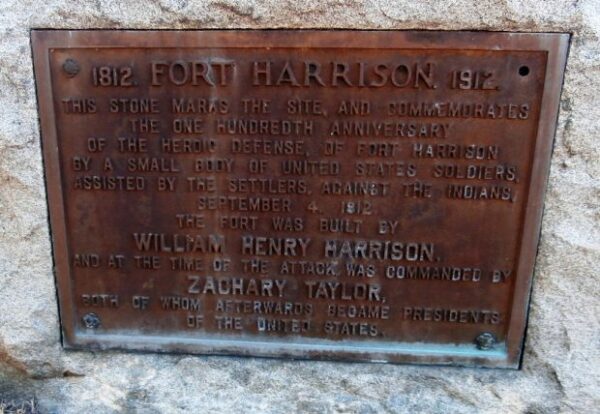 1812. FORT HARRISON. 1912.
THIS STONE MARKS THE SITE, AND COMMEMORATES
THE ONE HUNDREDTH ANNIVERSARY
OF THE HEROIC DEFENSE, OF FORT HARRISON
BY A SMALL BODY OF UNITED STATES SOLDIERS,
ASSISTED BY THE SETTLERS, AGAINST THE INDIANS,
SEPTEMBER 4, 1812.
THE FORT WAS BUILT BY
WILLIAM HENRY HARRISON.
AND AT THE TIME OF THE ATTACK WAS COMMANDED BY
ZACHARY TAYLOR,
BOTH OF WHOM AFTERWARDS BECAME PRESIDENTS
OF THE UNITED STATES.